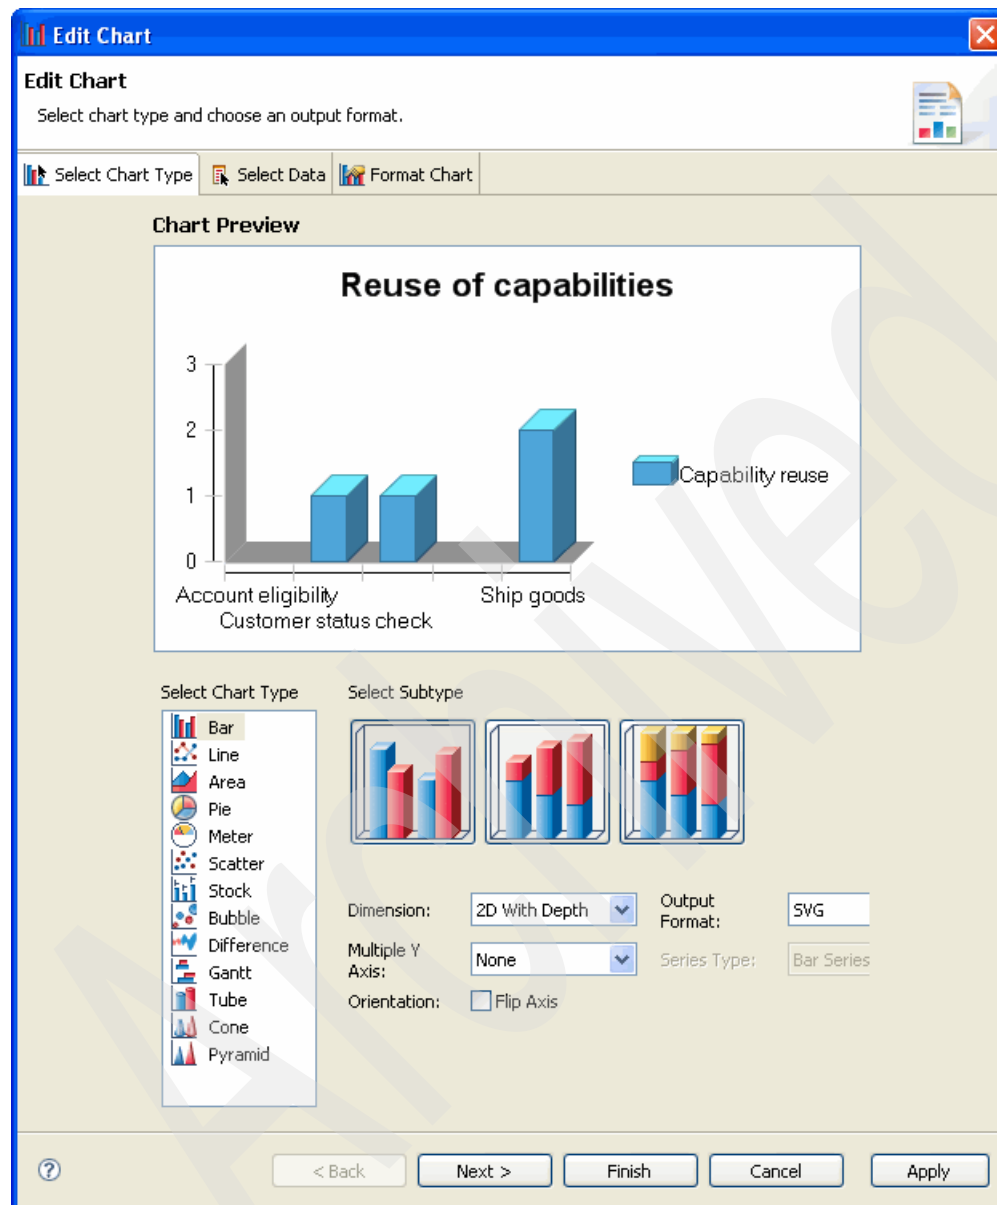 Edit Chart
Edit Chart
Select chart type and choose an output format.
Select Chart Type
Select Data
Format Chart
Chart Preview
Reuse of capabilities
3
2
1
0
Capability reuse
Account eligibility
Ship goods
Customer status check
Select Chart Type
Select Subtype
Bar
Line
Area
Pie
Meter
Scatter
Stock
Bubble
Difference
Gantt
Tube
Cone
Pyramid
Dimension:
2D With Depth
Output Format:
SVG
Multiple Y Axis:
None
Series Type:
Bar Series
Orientation:
Flip Axis
?
< Back
Next >
Finish
Cancel
Apply
Archived